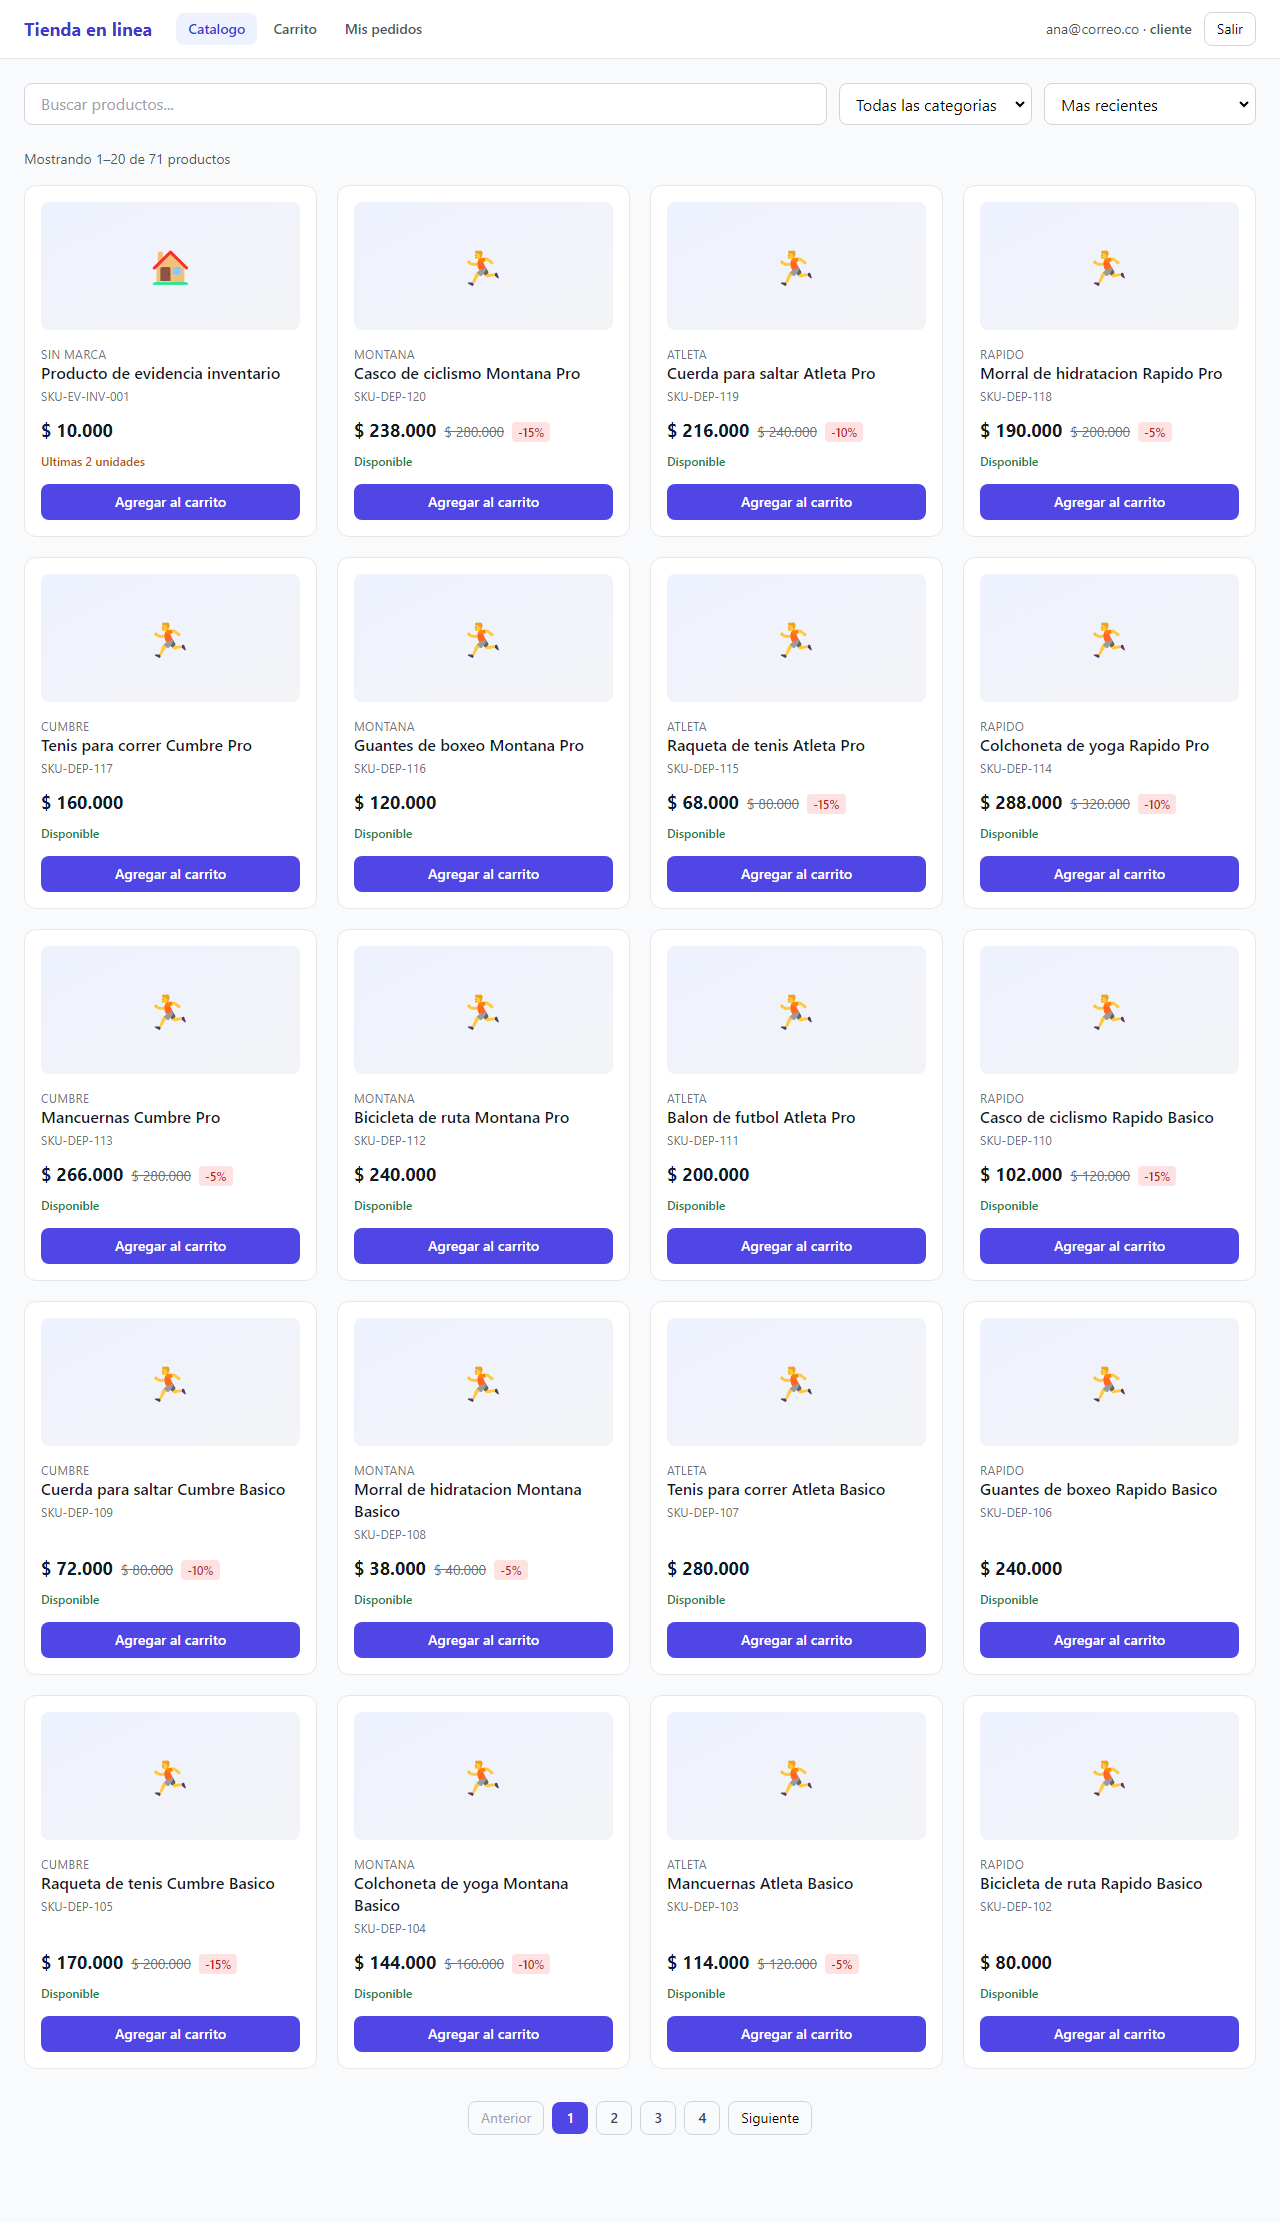 Tienda en linea
Catalogo
Carrito
Mis pedidos
ana@correo.co · cliente
Salir
Buscar productos...
Todas las categorias
Mas recientes
Mostrando 1–20 de 71 productos
SIN MARCA
Producto de evidencia inventario
SKU-EV-INV-001
$ 10.000
Ultimas 2 unidades
Agregar al carrito
MONTANA
Casco de ciclismo Montana Pro
SKU-DEP-120
$ 238.000 $ 280.000 -15%
Disponible
Agregar al carrito
ATLETA
Cuerda para saltar Atleta Pro
SKU-DEP-119
$ 216.000 $ 240.000 -10%
Disponible
Agregar al carrito
RAPIDO
Morral de hidratacion Rapido Pro
SKU-DEP-118
$ 190.000 $ 200.000 -5%
Disponible
Agregar al carrito
CUMBRE
Tenis para correr Cumbre Pro
SKU-DEP-117
$ 160.000
Disponible
Agregar al carrito
MONTANA
Guantes de boxeo Montana Pro
SKU-DEP-116
$ 120.000
Disponible
Agregar al carrito
ATLETA
Raqueta de tenis Atleta Pro
SKU-DEP-115
$ 68.000 $ 80.000 -15%
Disponible
Agregar al carrito
RAPIDO
Colchoneta de yoga Rapido Pro
SKU-DEP-114
$ 288.000 $ 320.000 -10%
Disponible
Agregar al carrito
CUMBRE
Mancuernas Cumbre Pro
SKU-DEP-113
$ 266.000 $ 280.000 -5%
Disponible
Agregar al carrito
MONTANA
Bicicleta de ruta Montana Pro
SKU-DEP-112
$ 240.000
Disponible
Agregar al carrito
ATLETA
Balon de futbol Atleta Pro
SKU-DEP-111
$ 200.000
Disponible
Agregar al carrito
RAPIDO
Casco de ciclismo Rapido Basico
SKU-DEP-110
$ 102.000 $ 120.000 -15%
Disponible
Agregar al carrito
CUMBRE
Cuerda para saltar Cumbre Basico
SKU-DEP-109
$ 72.000 $ 80.000 -10%
Disponible
Agregar al carrito
MONTANA
Morral de hidratacion Montana
Basico
SKU-DEP-108
$ 38.000 $ 40.000 -5%
Disponible
Agregar al carrito
ATLETA
Tenis para correr Atleta Basico
SKU-DEP-107
$ 280.000
Disponible
Agregar al carrito
RAPIDO
Guantes de boxeo Rapido Basico
SKU-DEP-106
$ 240.000
Disponible
Agregar al carrito
CUMBRE
Raqueta de tenis Cumbre Basico
SKU-DEP-105
$ 170.000 $ 200.000 -15%
Disponible
Agregar al carrito
MONTANA
Colchoneta de yoga Montana
Basico
SKU-DEP-104
$ 144.000 $ 160.000 -10%
Disponible
Agregar al carrito
ATLETA
Mancuernas Atleta Basico
SKU-DEP-103
$ 114.000 $ 120.000 -5%
Disponible
Agregar al carrito
RAPIDO
Bicicleta de ruta Rapido Basico
SKU-DEP-102
$ 80.000
Disponible
Agregar al carrito
Anterior 1 2 3 4 Siguiente